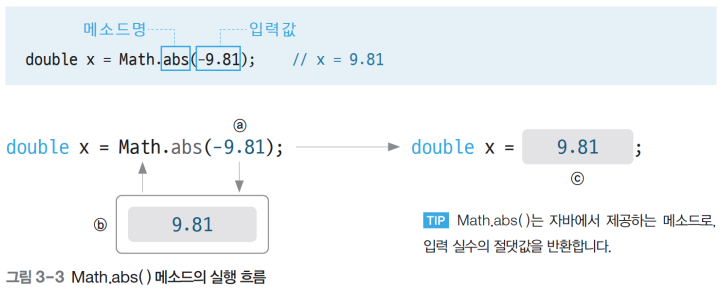 메소드명 입력값
double x = Math.abs(-9.81); // x = 9.81
ⓐ
double x = Math.abs(-9.81); double x = 9.81 ;
ⓒ
ⓑ 9.81
TIP Math.abs( )는 자바에서 제공하는 메소드로,
입력 실수의 절댓값을 반환합니다.
그림 3-3 Math.abs( ) 메소드의 실행 흐름